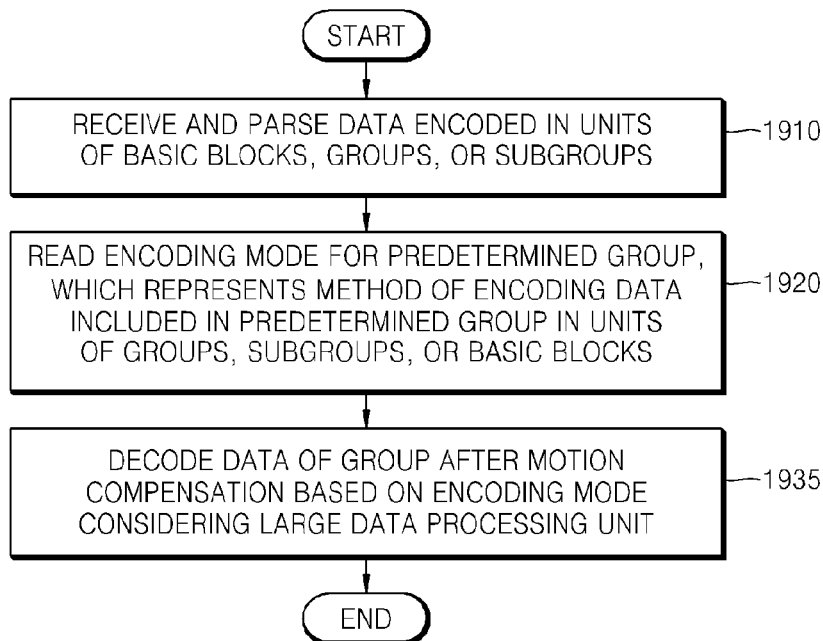 START
RECEIVE AND PARSE DATA ENCODED IN UNITS
OF BASIC BLOCKS, GROUPS, OR SUBGROUPS
1910
READ ENCODING MODE FOR PREDETERMINED GROUP,
WHICH REPRESENTS METHOD OF ENCODING DATA
INCLUDED IN PREDETERMINED GROUP IN UNITS
OF GROUPS, SUBGROUPS, OR BASIC BLOCKS
1920
DECODE DATA OF GROUP AFTER MOTION
COMPENSATION BASED ON ENCODING MODE
CONSIDERING LARGE DATA PROCESSING UNIT
1935
END